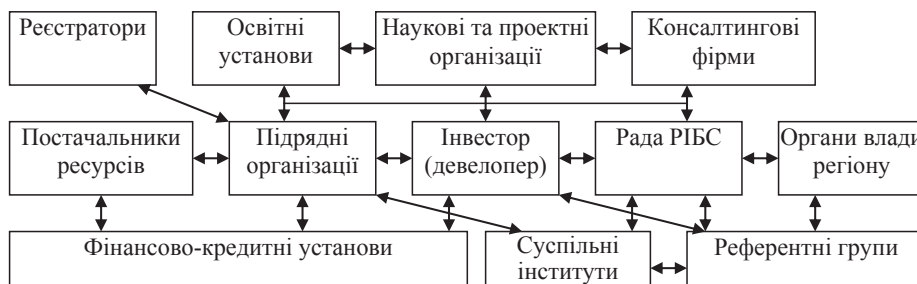 Реєстратори
Освітні
установи
Наукові та проектні
організації
Консалтингові
фірми
Постачальники
ресурсів
Підрядні
організації
Інвестор
(девелопер)
Рада РІБС
Органи влади
регіону
Фінансово-кредитні установи
Суспільні
інститути
Референтні групи